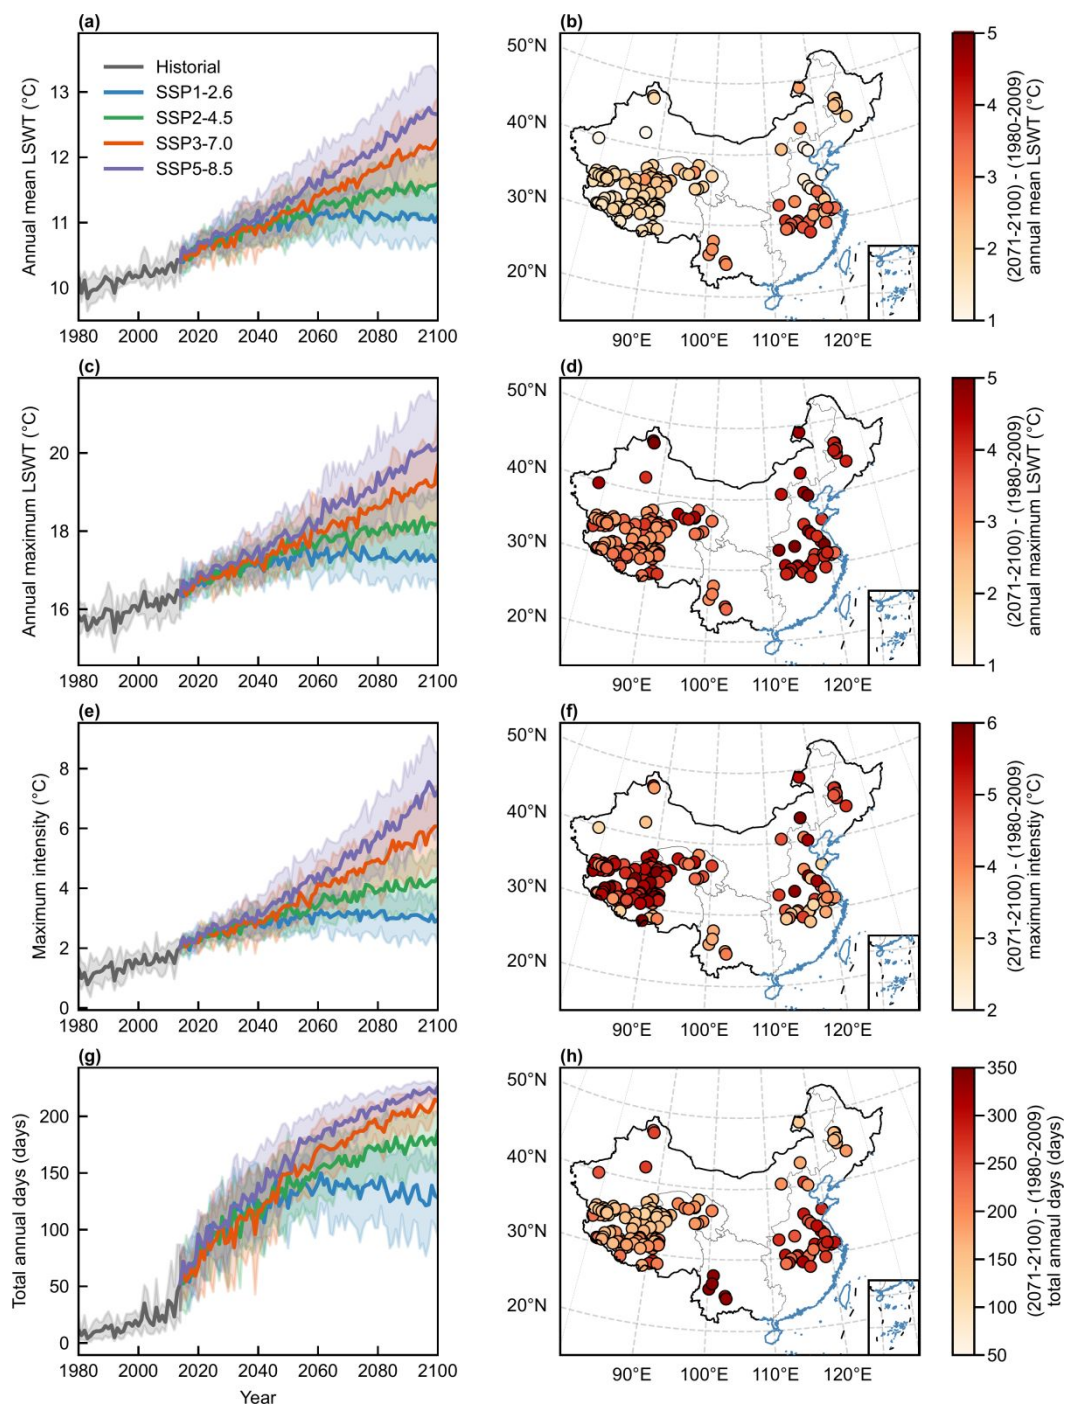 (a)
Annual mean LSWT (°C)
13
12
11
10
Historial
SSP1-2.6
SSP2-4.5
SSP3-7.0
SSP5-8.5
1980 2000 2020 2040 2060 2080 2100
(b)
50°N
40°N
30°N
20°N
90°E 100°E 110°E 120°E
5
4
3
2
1
(2071-2100) - (1980-2009)
annual mean LSWT (°C)
(c)
Annual maximum LSWT (°C)
20
18
16
1980 2000 2020 2040 2060 2080 2100
(d)
50°N
40°N
30°N
20°N
90°E 100°E 110°E 120°E
5
4
3
2
1
(2071-2100) - (1980-2009)
annual maximum LSWT (°C)
(e)
Maximum intensity (°C)
8
6
4
2
0
1980 2000 2020 2040 2060 2080 2100
(f)
50°N
40°N
30°N
20°N
90°E 100°E 110°E 120°E
6
5
4
3
2
(2071-2100) - (1980-2009)
maximum intensity (°C)
(g)
Total annual days (days)
200
150
100
50
0
1980 2000 2020 2040 2060 2080 2100
Year
(h)
50°N
40°N
30°N
20°N
90°E 100°E 110°E 120°E
350
300
250
200
150
100
50
(2071-2100) - (1980-2009)
total annual days (days)